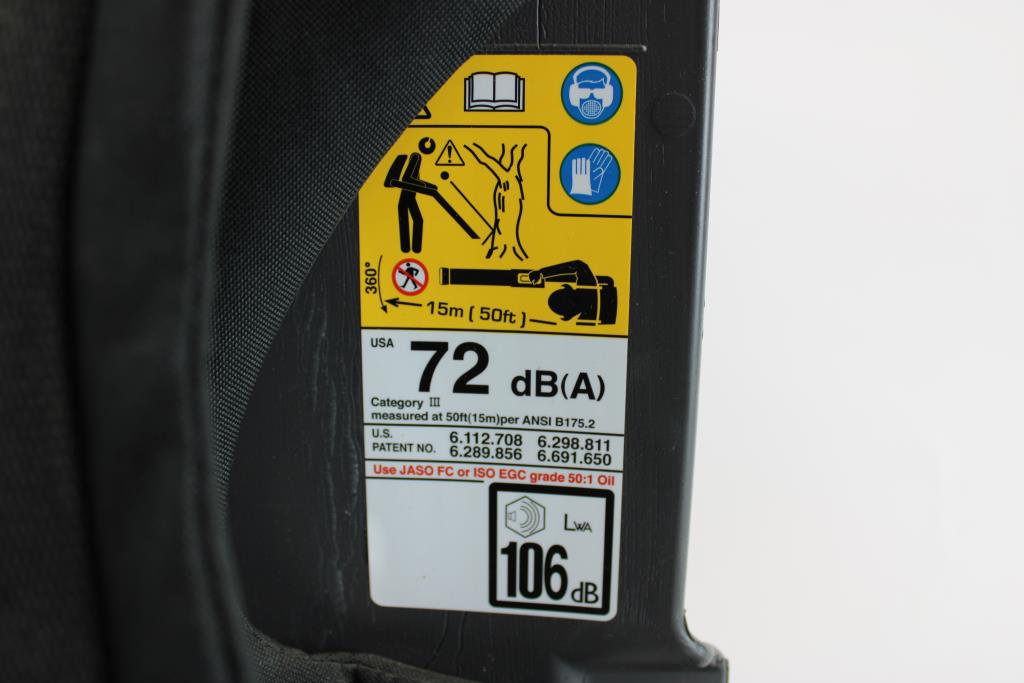 360°
15m [ 50ft ]
USA
72 dB(A)
Category III
measured at 50ft(15m)per ANSI B175.2
U.S. 6.112.708 6.298.811
PATENT NO. 6.289.856 6.691.650
Use JASO FC or ISO EGC grade 50:1 Oil
LWA
106 dB